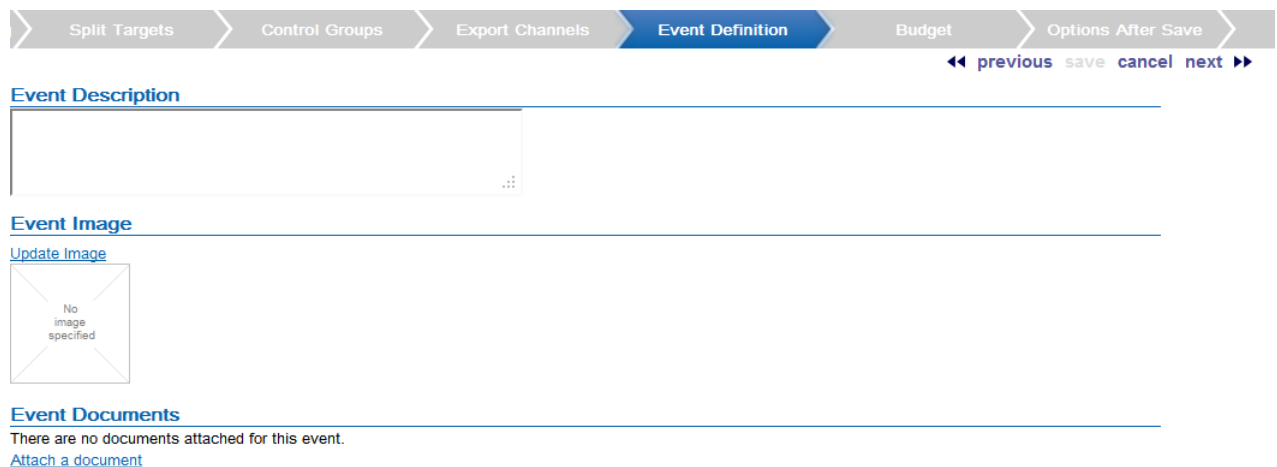 Split Targets
Control Groups
Export Channels
Event Definition
Budget
Options After Save
previous save cancel next
Event Description
Event Image
Update Image
No
image
specified
Event Documents
There are no documents attached for this event.
Attach a document